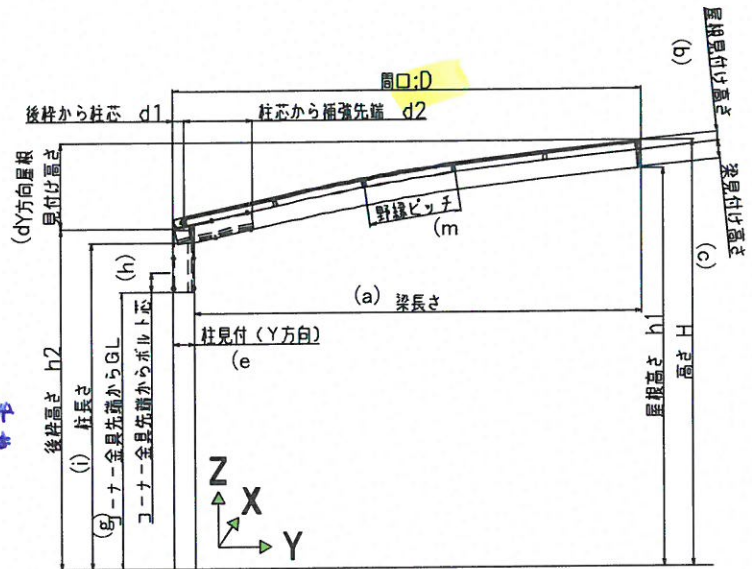 間口;D
後枠から柱芯 d1
柱芯から補強先端 d2
屋根見付け高さ
(b)
梁見付け高さ
(c)
(dY方向屋根
見付け高さ
野縁ピッチ
(m
(h)
(a) 梁長さ
柱見付(Y方向)
(e
後枠高さ h2
(i) 柱長さ
(g)
コーナー金具先端からGL
コーナー金具先端からボルト芯
屋根高さ h1
H 高さ
Z
X
Y